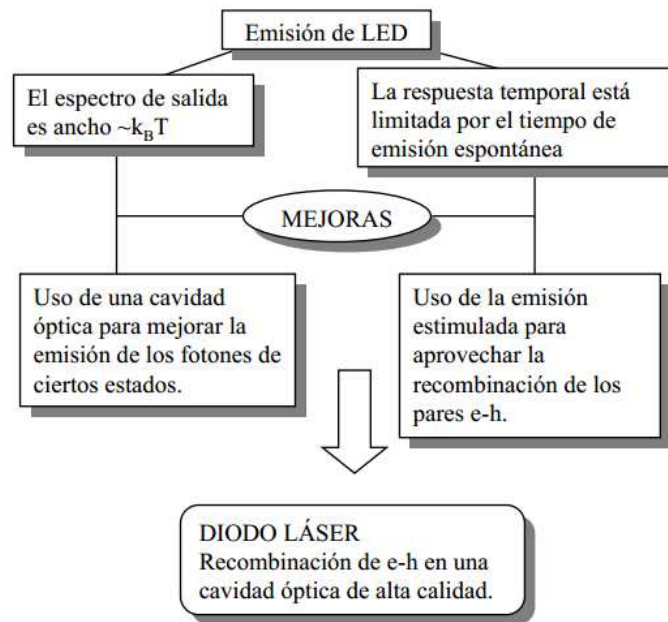 Emisión de LED
El espectro de salida
es ancho ~k_BT
La respuesta temporal está
limitada por el tiempo de
emisión espontánea
MEJORAS
Uso de una cavidad
óptica para mejorar la
emisión de los fotones de
ciertos estados.
Uso de la emisión
estimulada para
aprovechar la
recombinación de los
pares e-h.
DIODO LÁSER
Recombinación de e-h en una
cavidad óptica de alta calidad.